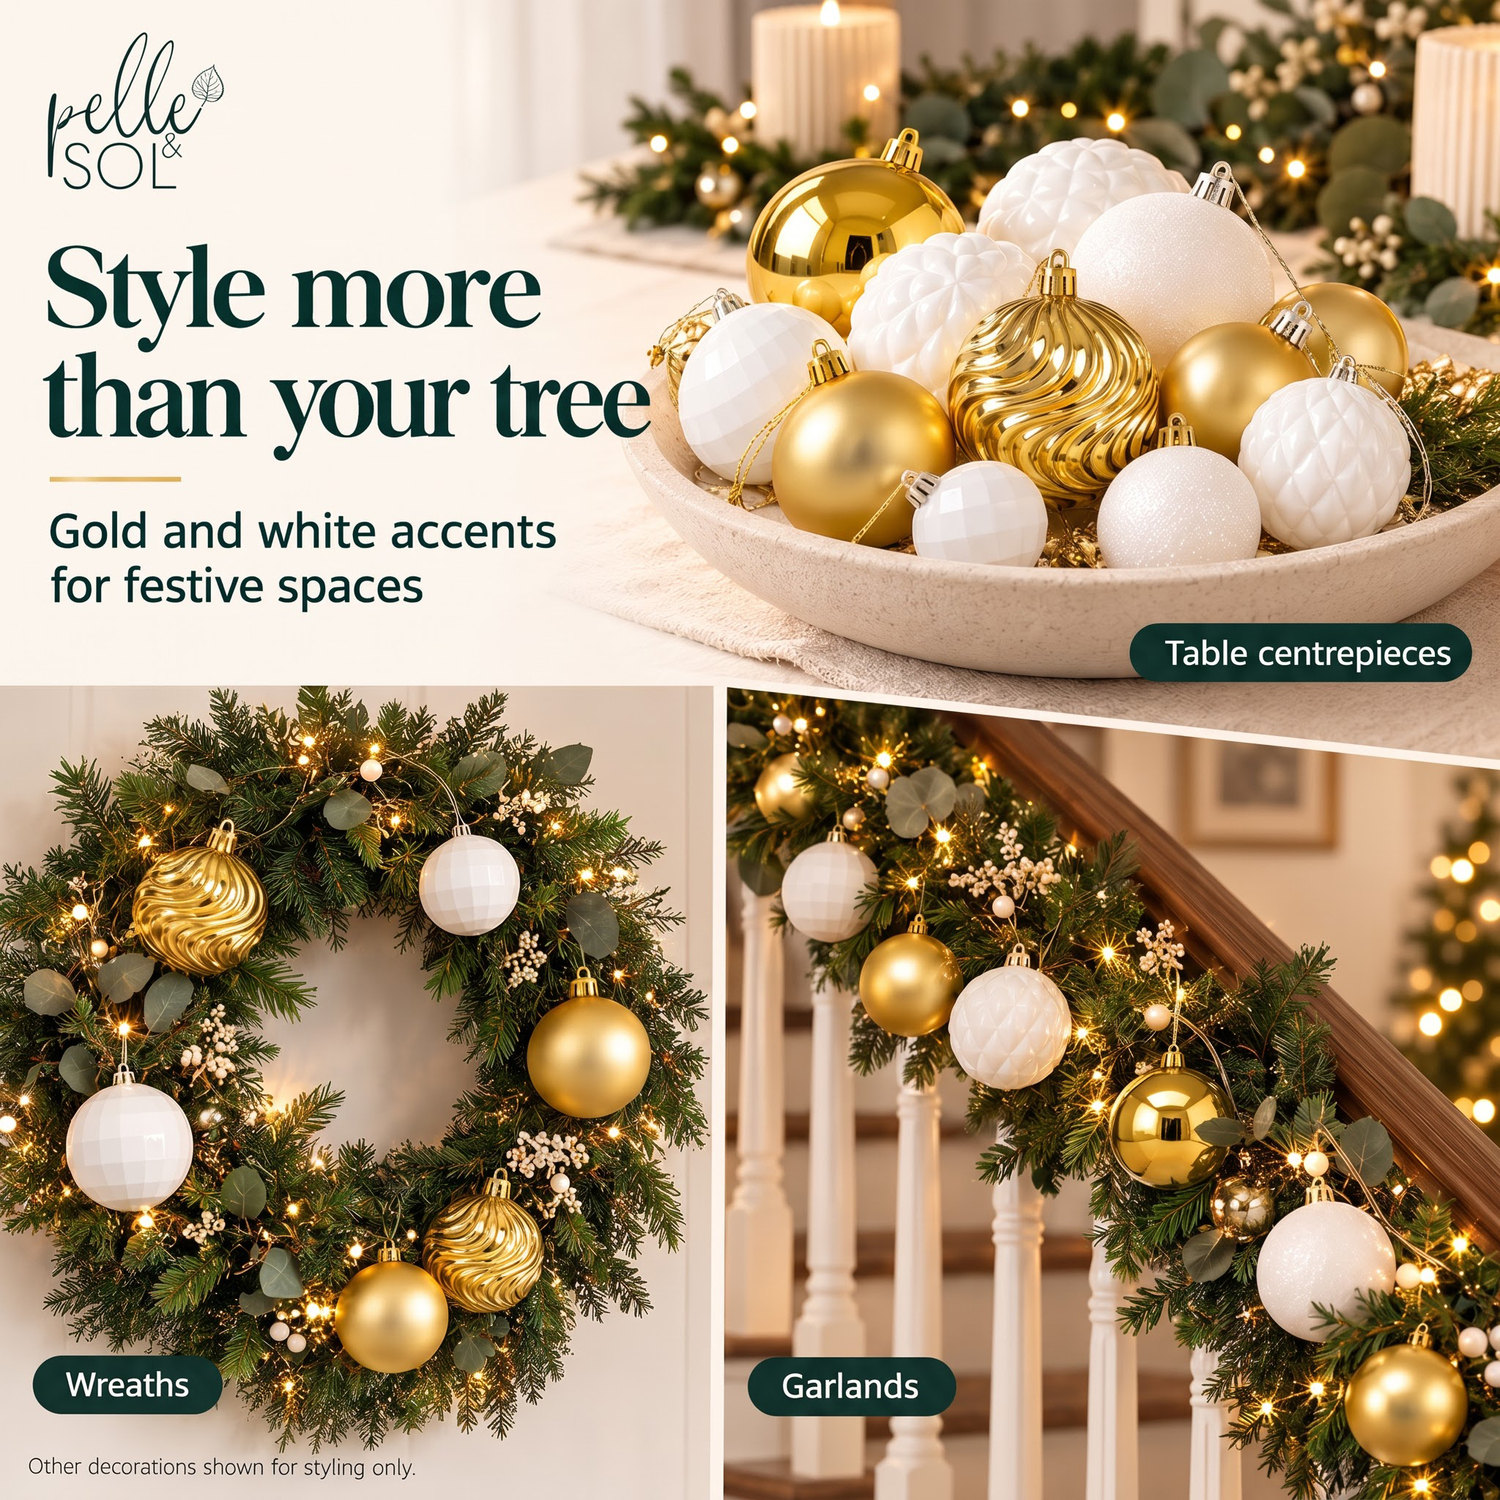 pelle
& SOL
Style more
than your tree
Gold and white accents
for festive spaces
Table centrepieces
Wreaths
Garlands
Other decorations shown for styling only.